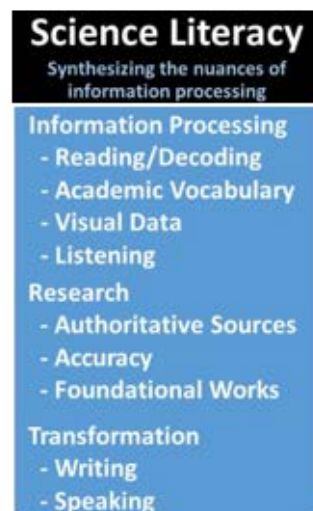 Science Literacy
Synthesizing the nuances of
information processing
Information Processing
- Reading/Decoding
- Academic Vocabulary
- Visual Data
- Listening
Research
- Authoritative Sources
- Accuracy
- Foundational Works
Transformation
- Writing
- Speaking